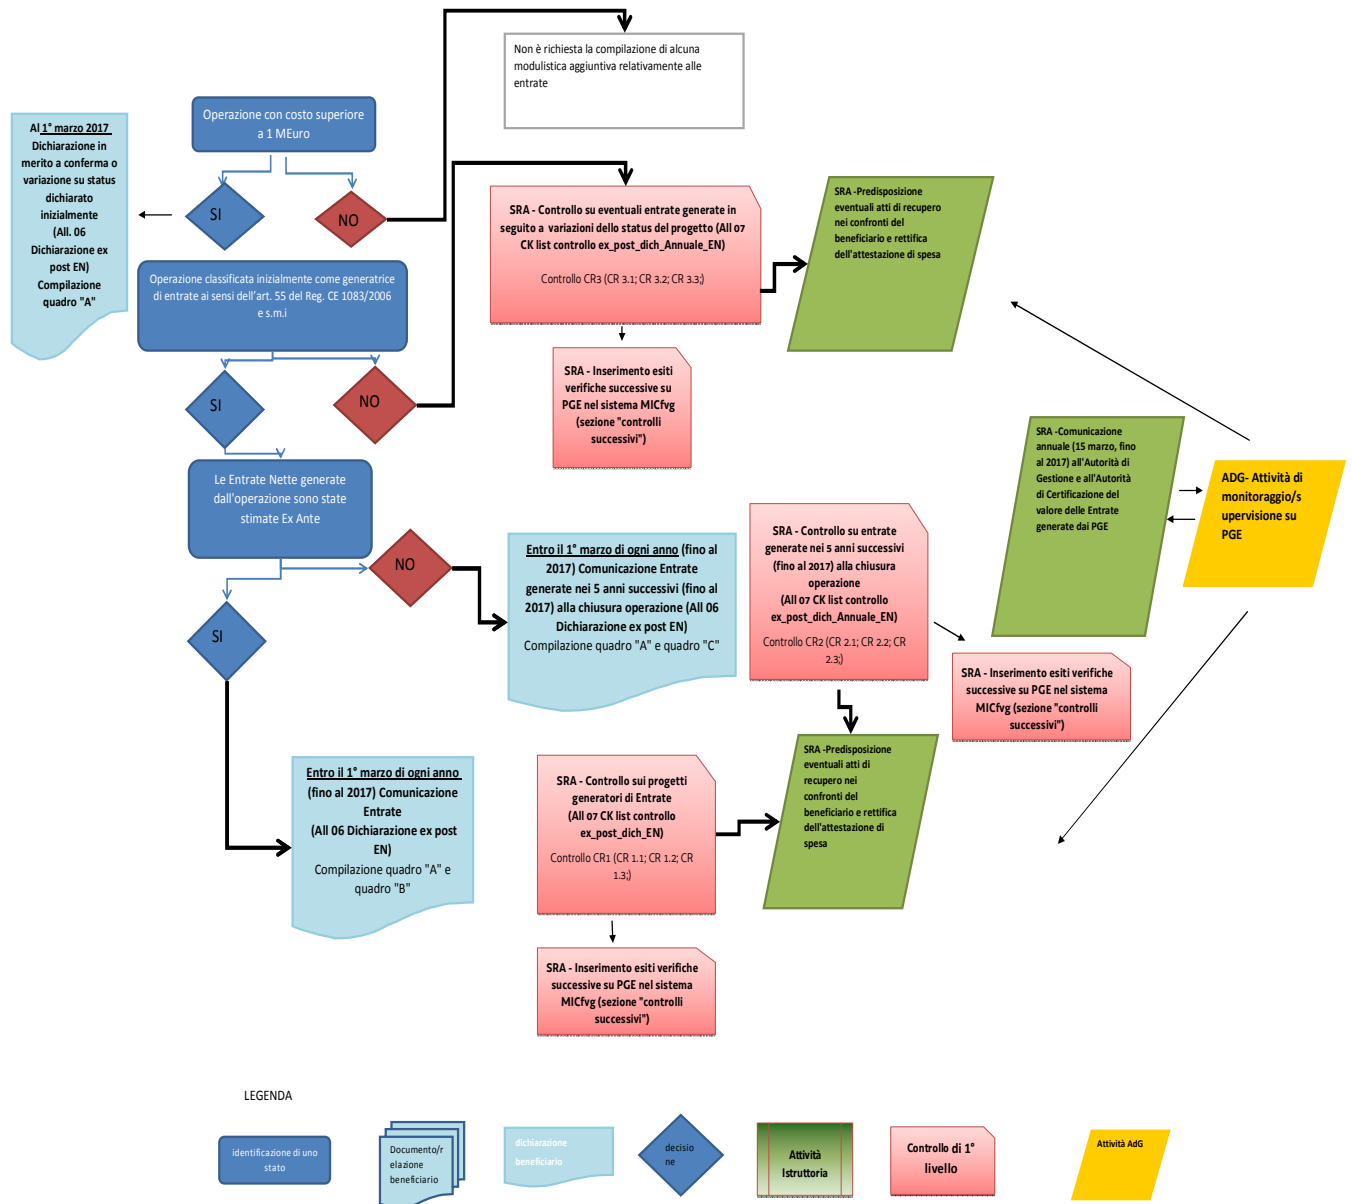 Non è richiesta la compilazione di alcuna
modulistica aggiuntiva relativamente alle
entrate
Operazione con costo superiore
a 1 MEuro
Al 1° marzo 2017
Dichiarazione in
merito a conferma o
variazione su status
dichiarato
inizialmente
(All. 06
Dichiarazione ex
post EN)
Compilazione
quadro "A"
SI
NO
SRA - Controllo su eventuali entrate generate in
seguito a variazioni dello status del progetto (All 07
CK list controllo ex_post_dich_Annuale_EN)
Controllo CR3 (CR 3.1; CR 3.2; CR 3.3;)
SRA -Predisposizione
eventuali atti di recupero
nei confronti del
beneficiario e rettifica
dell'attestazione di spesa
Operazione classificata inizialmente come generatrice
di entrate ai sensi dell'art. 55 del Reg. CE 1083/2006
e s.m.i
SI
NO
SRA - Inserimento esiti
verifiche successive su
PGE nel sistema MICfvg
(sezione "controlli
successivi")
SRA -Comunicazione
annuale (15 marzo, fino
al 2017) all'Autorità di
Gestione e all'Autorità
di Certificazione del
valore delle Entrate
generate dai PGE
ADG- Attività di
monitoraggio/s
upervisione su
PGE
Le Entrate Nette generate
dall'operazione sono state
stimate Ex Ante
NO
SI
Entro il 1° marzo di ogni anno (fino al
2017) Comunicazione Entrate
generate nei 5 anni successivi (fino al
2017) alla chiusura operazione (All 06
Dichiarazione ex post EN)
Compilazione quadro "A" e quadro "C"
SRA - Controllo su entrate
generate nei 5 anni successivi
(fino al 2017) alla chiusura
operazione
(All 07 CK list controllo
ex_post_dich_Annuale_EN)
Controllo CR2 (CR 2.1; CR 2.2; CR
2.3;)
SRA - Inserimento esiti verifiche
successive su PGE nel sistema
MICfvg (sezione "controlli
successivi")
Entro il 1° marzo di ogni anno
(fino al 2017) Comunicazione
Entrate
(All 06 Dichiarazione ex post
EN)
Compilazione quadro "A" e
quadro "B"
SRA - Controllo sui progetti
generatori di Entrate
(All 07 CK list controllo
ex_post_dich_EN)
Controllo CR1 (CR 1.1; CR 1.2; CR
1.3;)
SRA -Predisposizione
eventuali atti di
recupero nei
confronti del
beneficiario e rettifica
dell'attestazione di
spesa
SRA - Inserimento esiti verifiche
successive su PGE nel sistema
MICfvg (sezione "controlli
successivi")
LEGENDA
identificazione di uno
stato
Documento/r
elazione
beneficiario
dichiarazione
beneficiario
decisio
ne
Attività
Istruttoria
Controllo di 1°
livello
Attività AdG